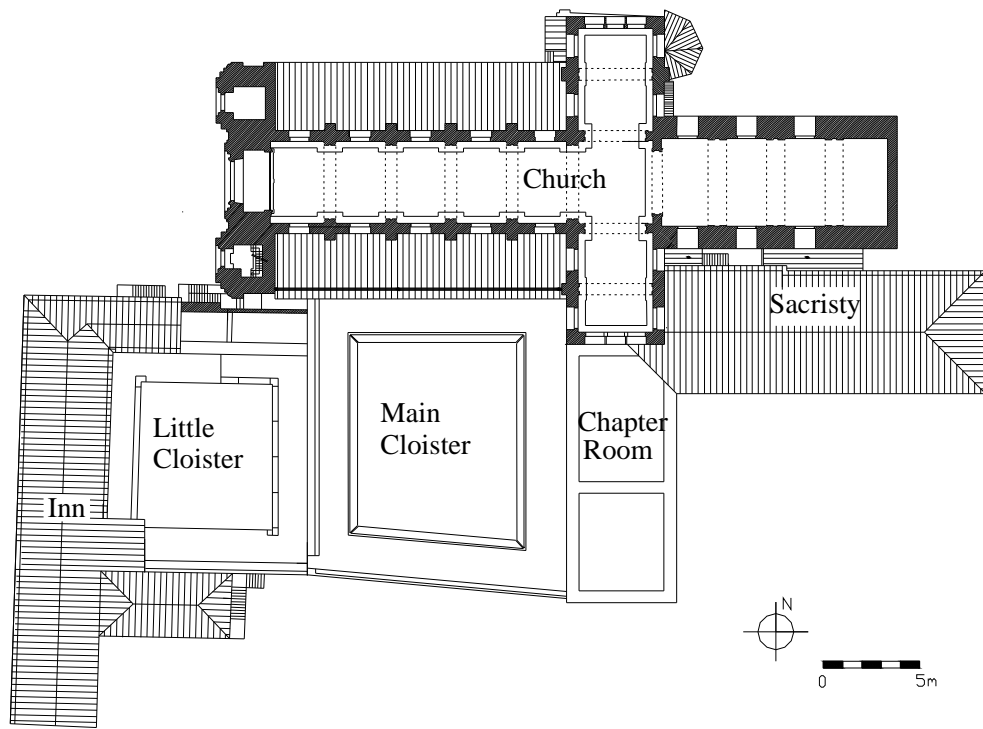 Church
Sacristy
Little
Cloister
Main
Cloister
Chapter
Room
Inn
N
0 5m